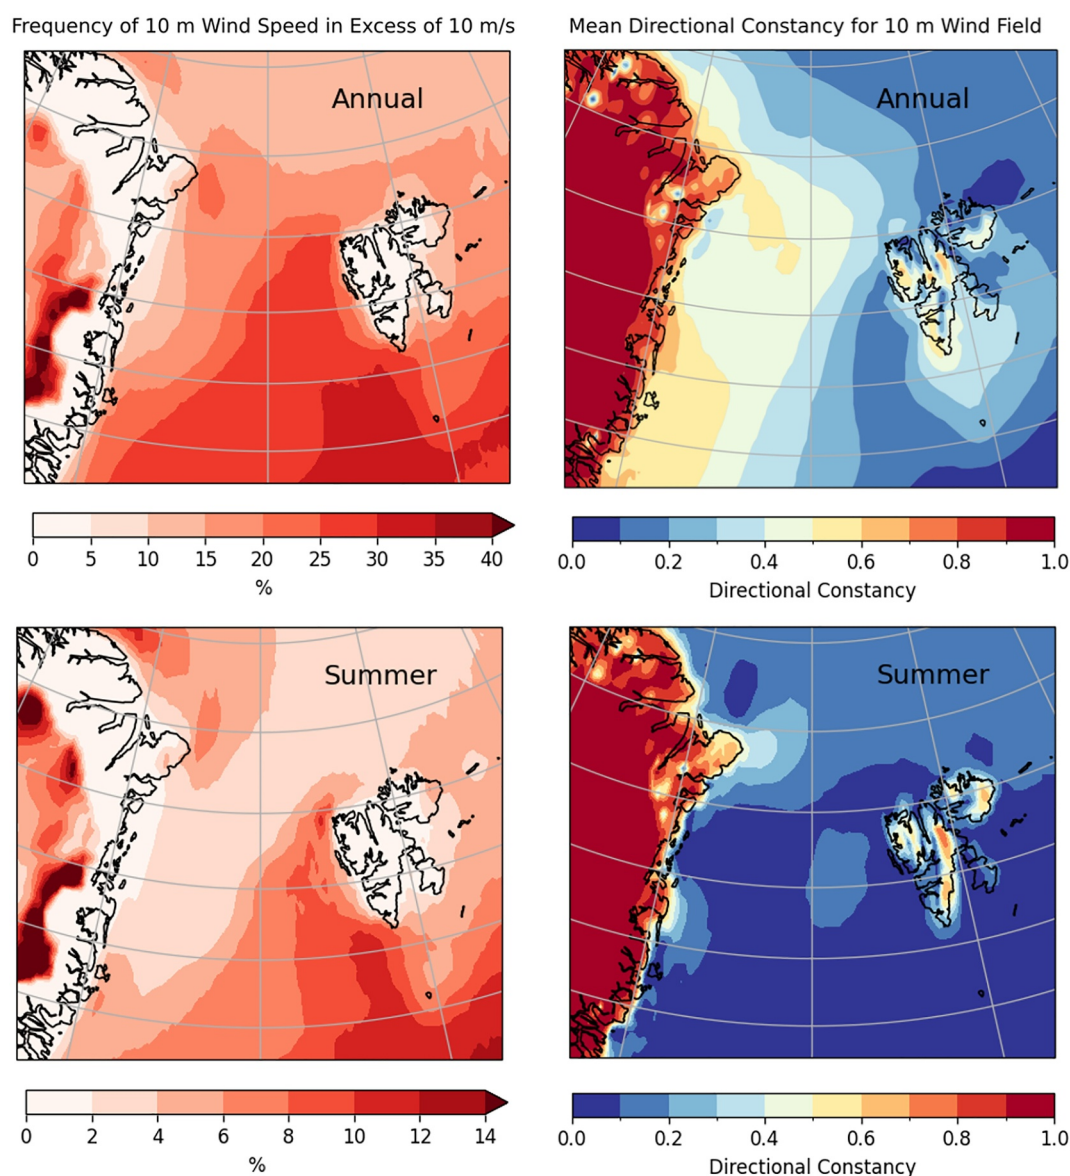 Frequency of 10 m Wind Speed in Excess of 10 m/s
Mean Directional Constancy for 10 m Wind Field
Annual
Annual
0 5 10 15 20 25 30 35 40
%
0.0 0.2 0.4 0.6 0.8 1.0
Directional Constancy
Summer
Summer
0 2 4 6 8 10 12 14
%
0.0 0.2 0.4 0.6 0.8 1.0
Directional Constancy